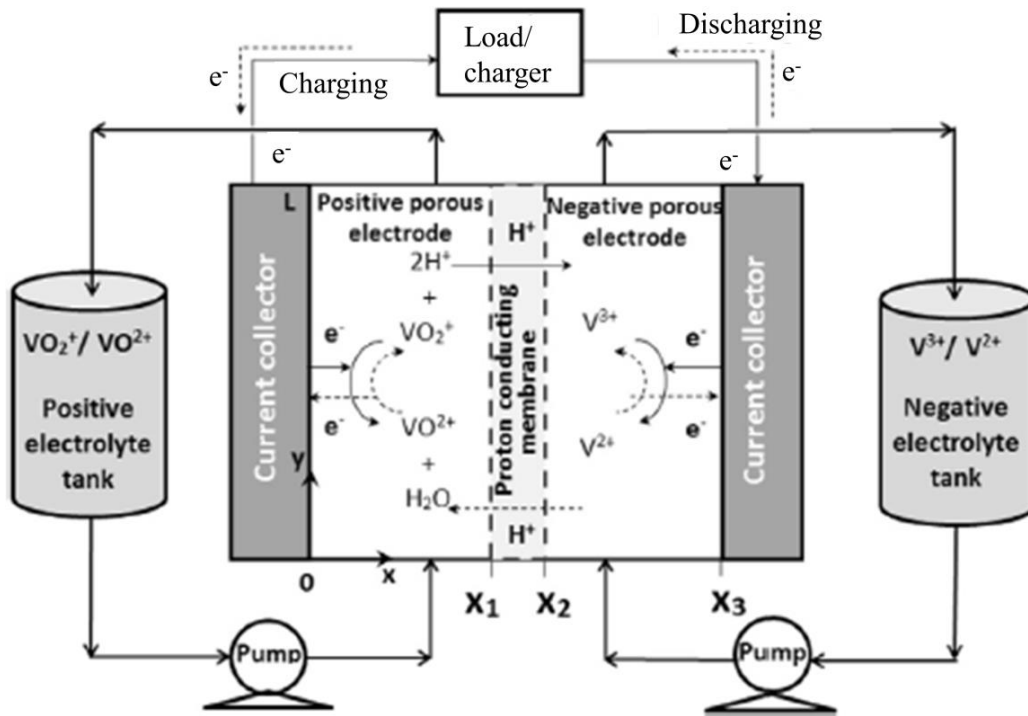 Discharging
Load/
charger
e⁻
Charging
e⁻
e⁻
e⁻
L
Positive porous
electrode
H⁺
Negative porous
electrode
2H⁺
+
VO₂⁺
e⁻
e⁻
VO²⁺
+
H₂O
Current collector
Proton conducting
membrane
V³⁺
e⁻
e⁻
V²⁺
Current collector
VO₂⁺/ VO²⁺
Positive
electrolyte
tank
V³⁺/ V²⁺
Negative
electrolyte
tank
y
H⁺
0
x
X₁
X₂
X₃
Pump
Pump